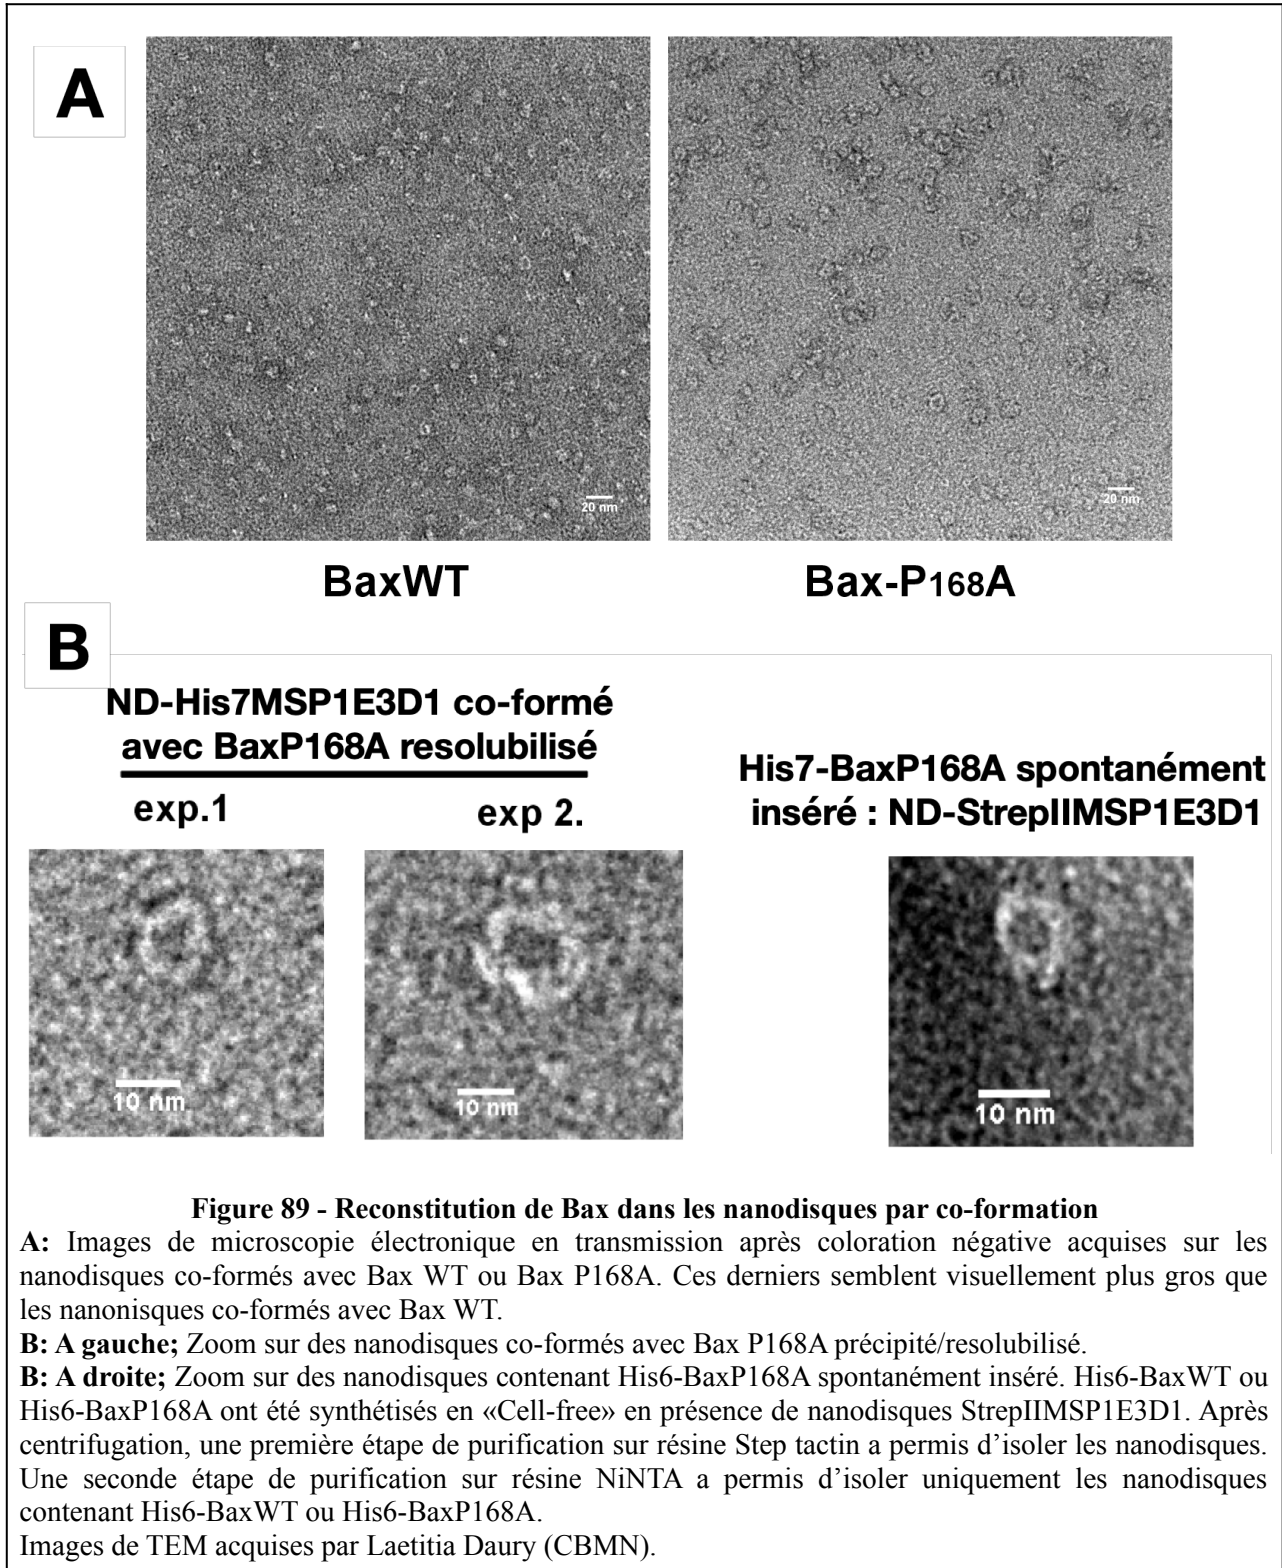 A
20 nm
20 nm
BaxWT
Bax-P168A
B
ND-His7MSP1E3D1 co-formé
avec BaxP168A resolubilisé
exp.1
exp 2.
His7-BaxP168A spontanément
inséré : ND-StrepIIMSP1E3D1
10 nm
10 nm
10 nm
Figure 89 - Reconstitution de Bax dans les nanodisques par co-formation
A: Images de microscopie électronique en transmission après coloration négative acquises sur les
nanodisques co-formés avec Bax WT ou Bax P168A. Ces derniers semblent visuellement plus gros que
les nanonisques co-formés avec Bax WT.
B: A gauche; Zoom sur des nanodisques co-formés avec Bax P168A précipité/resolubilisé.
B: A droite; Zoom sur des nanodisques contenant His6-BaxP168A spontanément inséré. His6-BaxWT ou
His6-BaxP168A ont été synthétisés en «Cell-free» en présence de nanodisques StrepIIMSP1E3D1. Après
centrifugation, une première étape de purification sur résine Step tactin a permis d’isoler les nanodisques.
Une seconde étape de purification sur résine NiNTA a permis d’isoler uniquement les nanodisques
contenant His6-BaxWT ou His6-BaxP168A.
Images de TEM acquises par Laetitia Daury (CBMN).